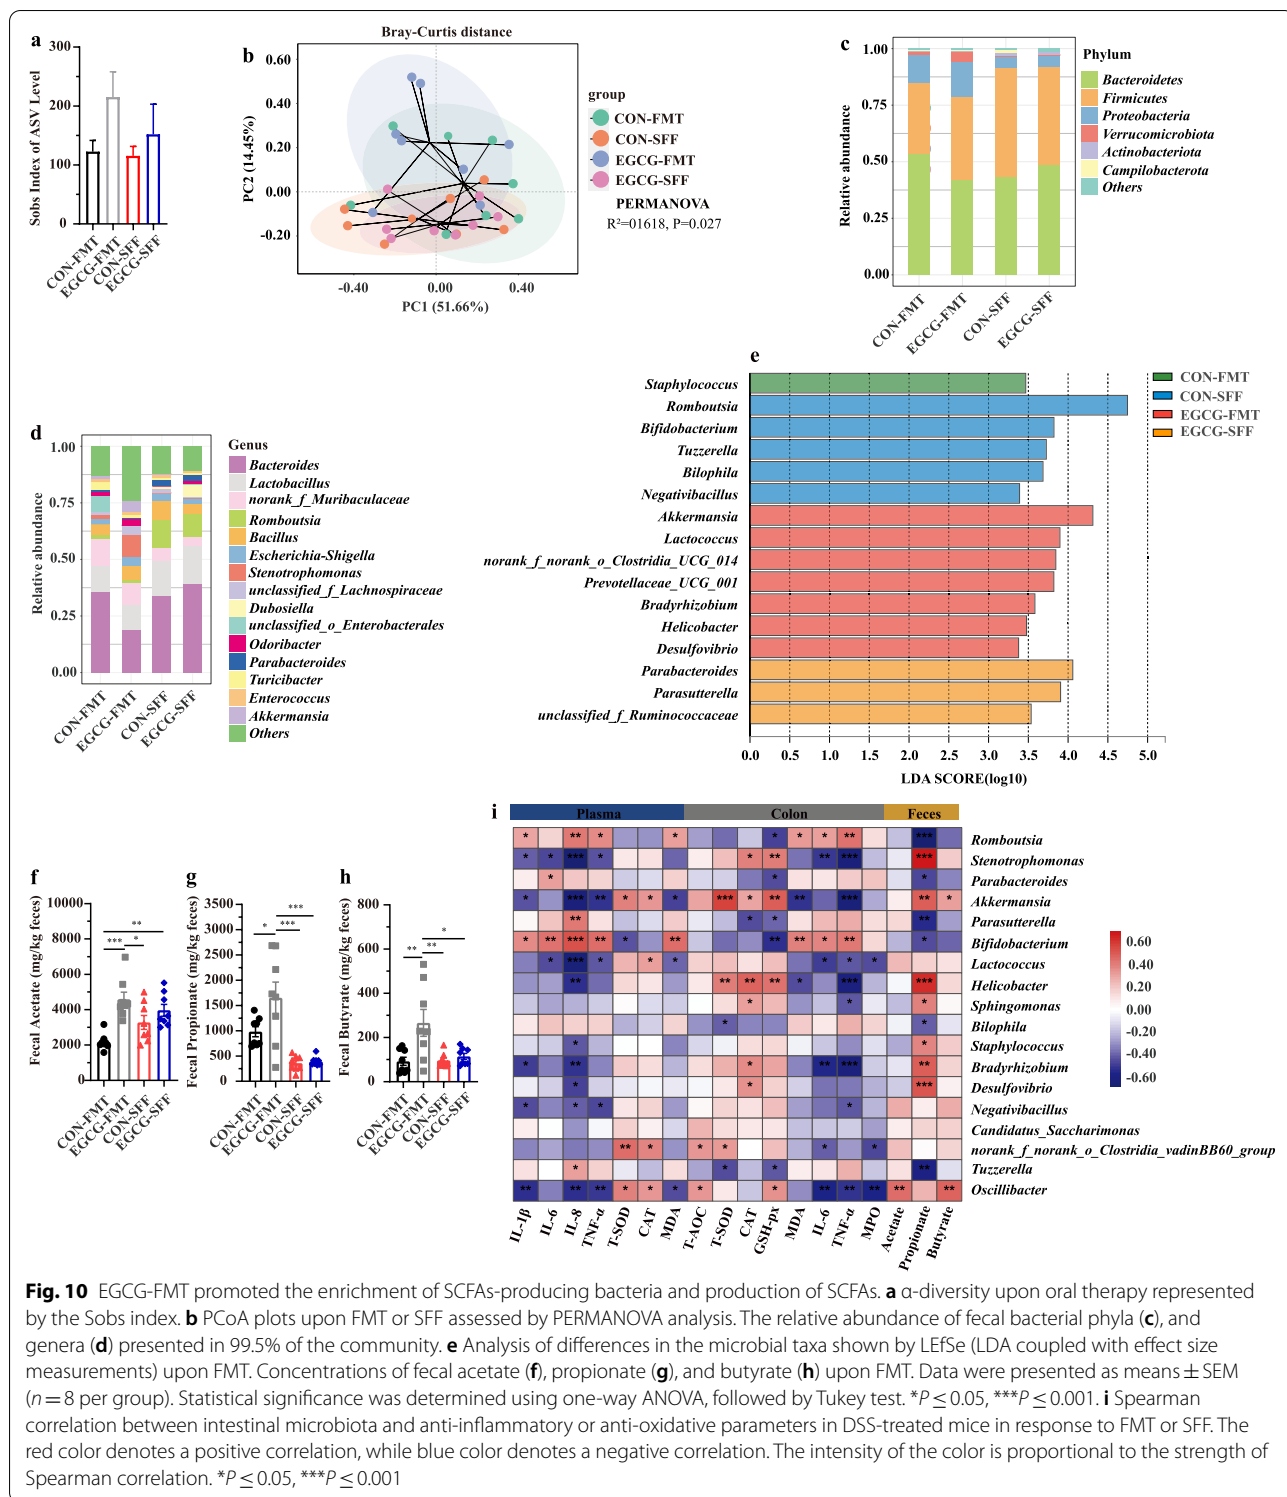 a
300
200
100
0
Sobs Index of ASV Level
CON-FMT
EGCG-FMT
CON-SFF
EGCG-SFF
b
Bray-Curtis distance
0.60
0.40
0.20
0.00
-0.20
PC2 (14.45%)
-0.40
0.00
0.40
PC1 (51.66%)
group
CON-FMT
CON-SFF
EGCG-FMT
EGCG-SFF
PERMANOVA
R²=01618, P=0.027
c
1.00
0.75
0.50
0.25
0.00
Relative abundance
CON-FMT
EGCG-FMT
CON-SFF
EGCG-SFF
Phylum
Bacteroidetes
Firmicutes
Proteobacteria
Verrucomicrobiota
Actinobacteriota
Campilobacterota
Others
d
1.00
0.75
0.50
0.25
0.00
Relative abundance
CON-FMT
EGCG-FMT
CON-SFF
EGCG-SFF
Genus
Bacteroides
Lactobacillus
norank_f_Muribaculaceae
Romboutsia
Bacillus
Escherichia-Shigella
Stenotrophomonas
unclassified_f_Lachnospiraceae
Dubosiella
unclassified_o_Enterobacterales
Odoribacter
Parabacteroides
Turicibacter
Enterococcus
Akkermansia
Others
e
Staphylococcus
Romboutsia
Bifidobacterium
Tuzzerella
Bilophila
Negativibacillus
Akkermansia
Lactococcus
norank_f_norank_o_Clostridia_UCG_014
Prevotellaceae_UCG_001
Bradyrhizobium
Helicobacter
Desulfovibrio
Parabacteroides
Parasutterella
unclassified_f_Ruminococcaceae
0.0 0.5 1.0 1.5 2.0 2.5 3.0 3.5 4.0 4.5 5.0
LDA SCORE(log10)
CON-FMT
CON-SFF
EGCG-FMT
EGCG-SFF
f
10000
8000
6000
4000
2000
0
Fecal Acetate (mg/kg feces)
**
*** *
CON-FMT
EGCG-FMT
CON-SFF
EGCG-SFF
g
3500
3000
2500
2000
1500
1000
500
0
Fecal Propionate (mg/kg feces)
***
* ***
CON-FMT
EGCG-FMT
CON-SFF
EGCG-SFF
h
800
600
400
200
0
Fecal Butyrate (mg/kg feces)
*
** **
CON-FMT
EGCG-FMT
CON-SFF
EGCG-SFF
i
Plasma Colon Feces
* ** * * * * * ** *** Romboutsia
* * *** * * ** ** *** *** Stenotrophomonas
* * * Parabacteroides
* *** ** * * * *** * ** ** *** ** ** * Akkermansia
** * * ** Parasutterella
* ** *** ** * ** ** ** * ** * Bifidobacterium
* *** * * * * * * Lactococcus
** ** ** ** * *** *** Helicobacter
* * * Sphingomonas
* * Bilophila
* * Staphylococcus
* ** * ** *** ** Bradyrhizobium
* * *** Desulfovibrio
* * * * Negativibacillus
Candidatus_Saccharimonas
** * * * * * norank_f_norank_o_Clostridia_vadinBB60_group
* * * ** Tuzzerella
** ** ** * * * * * ** ** ** ** ** Oscillibacter
IL-1β
IL-6
IL-8
TNF-α
T-SOD
CAT
MDA
T-AOC
T-SOD
CAT
GSH-px
MDA
IL-6
TNF-α
MPO
Acetate
Propionate
Butyrate
0.60
0.40
0.20
0.00
-0.20
-0.40
-0.60
Fig. 10 EGCG-FMT promoted the enrichment of SCFAs-producing bacteria and production of SCFAs. a α-diversity upon oral therapy represented
by the Sobs index. b PCoA plots upon FMT or SFF assessed by PERMANOVA analysis. The relative abundance of fecal bacterial phyla (c), and
genera (d) presented in 99.5% of the community. e Analysis of differences in the microbial taxa shown by LEfSe (LDA coupled with effect size
measurements) upon FMT. Concentrations of fecal acetate (f), propionate (g), and butyrate (h) upon FMT. Data were presented as means ± SEM
(n = 8 per group). Statistical significance was determined using one-way ANOVA, followed by Tukey test. *P ≤ 0.05, ***P ≤ 0.001. i Spearman
correlation between intestinal microbiota and anti-inflammatory or anti-oxidative parameters in DSS-treated mice in response to FMT or SFF. The
red color denotes a positive correlation, while blue color denotes a negative correlation. The intensity of the color is proportional to the strength of
Spearman correlation. *P ≤ 0.05, ***P ≤ 0.001